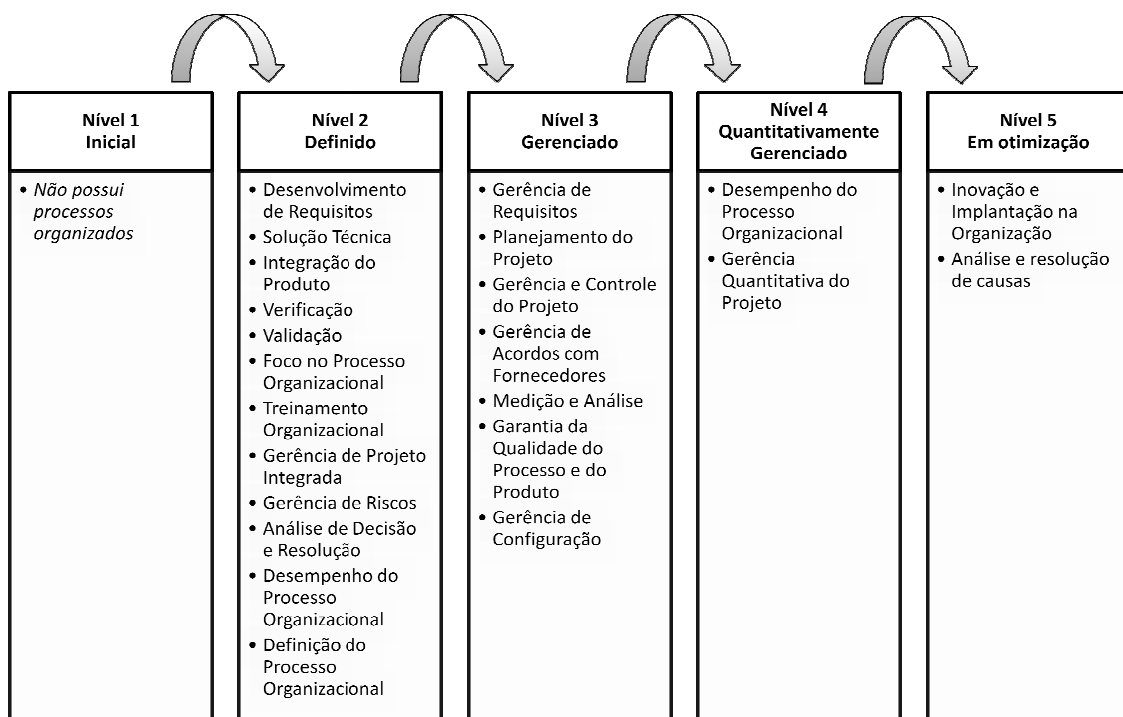 Nível 1
Inicial
• Não possui
processos
organizados
Nível 2
Definido
• Desenvolvimento
de Requisitos
• Solução Técnica
• Integração do
Produto
• Verificação
• Validação
• Foco no Processo
Organizacional
• Treinamento
Organizacional
• Gerência de Projeto
Integrada
• Gerência de Riscos
• Análise de Decisão
e Resolução
• Desempenho do
Processo
Organizacional
• Definição do
Processo
Organizacional
Nível 3
Gerenciado
• Gerência de
Requisitos
• Planejamento do
Projeto
• Gerência e Controle
do Projeto
• Gerência de
Acordos com
Fornecedores
• Medição e Análise
• Garantia da
Qualidade do
Processo e do
Produto
• Gerência de
Configuração
Nível 4
Quantitativamente
Gerenciado
• Desempenho do
Processo
Organizacional
• Gerência
Quantitativa do
Projeto
Nível 5
Em otimização
• Inovação e
Implantação na
Organização
• Análise e resolução
de causas